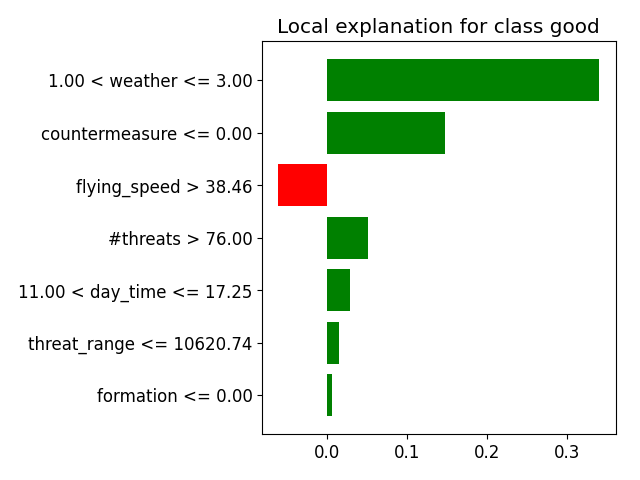 Local explanation for class good
1.00 < weather <= 3.00
countermeasure <= 0.00
flying_speed > 38.46
#threats > 76.00
11.00 < day_time <= 17.25
threat_range <= 10620.74
formation <= 0.00
0.0 0.1 0.2 0.3